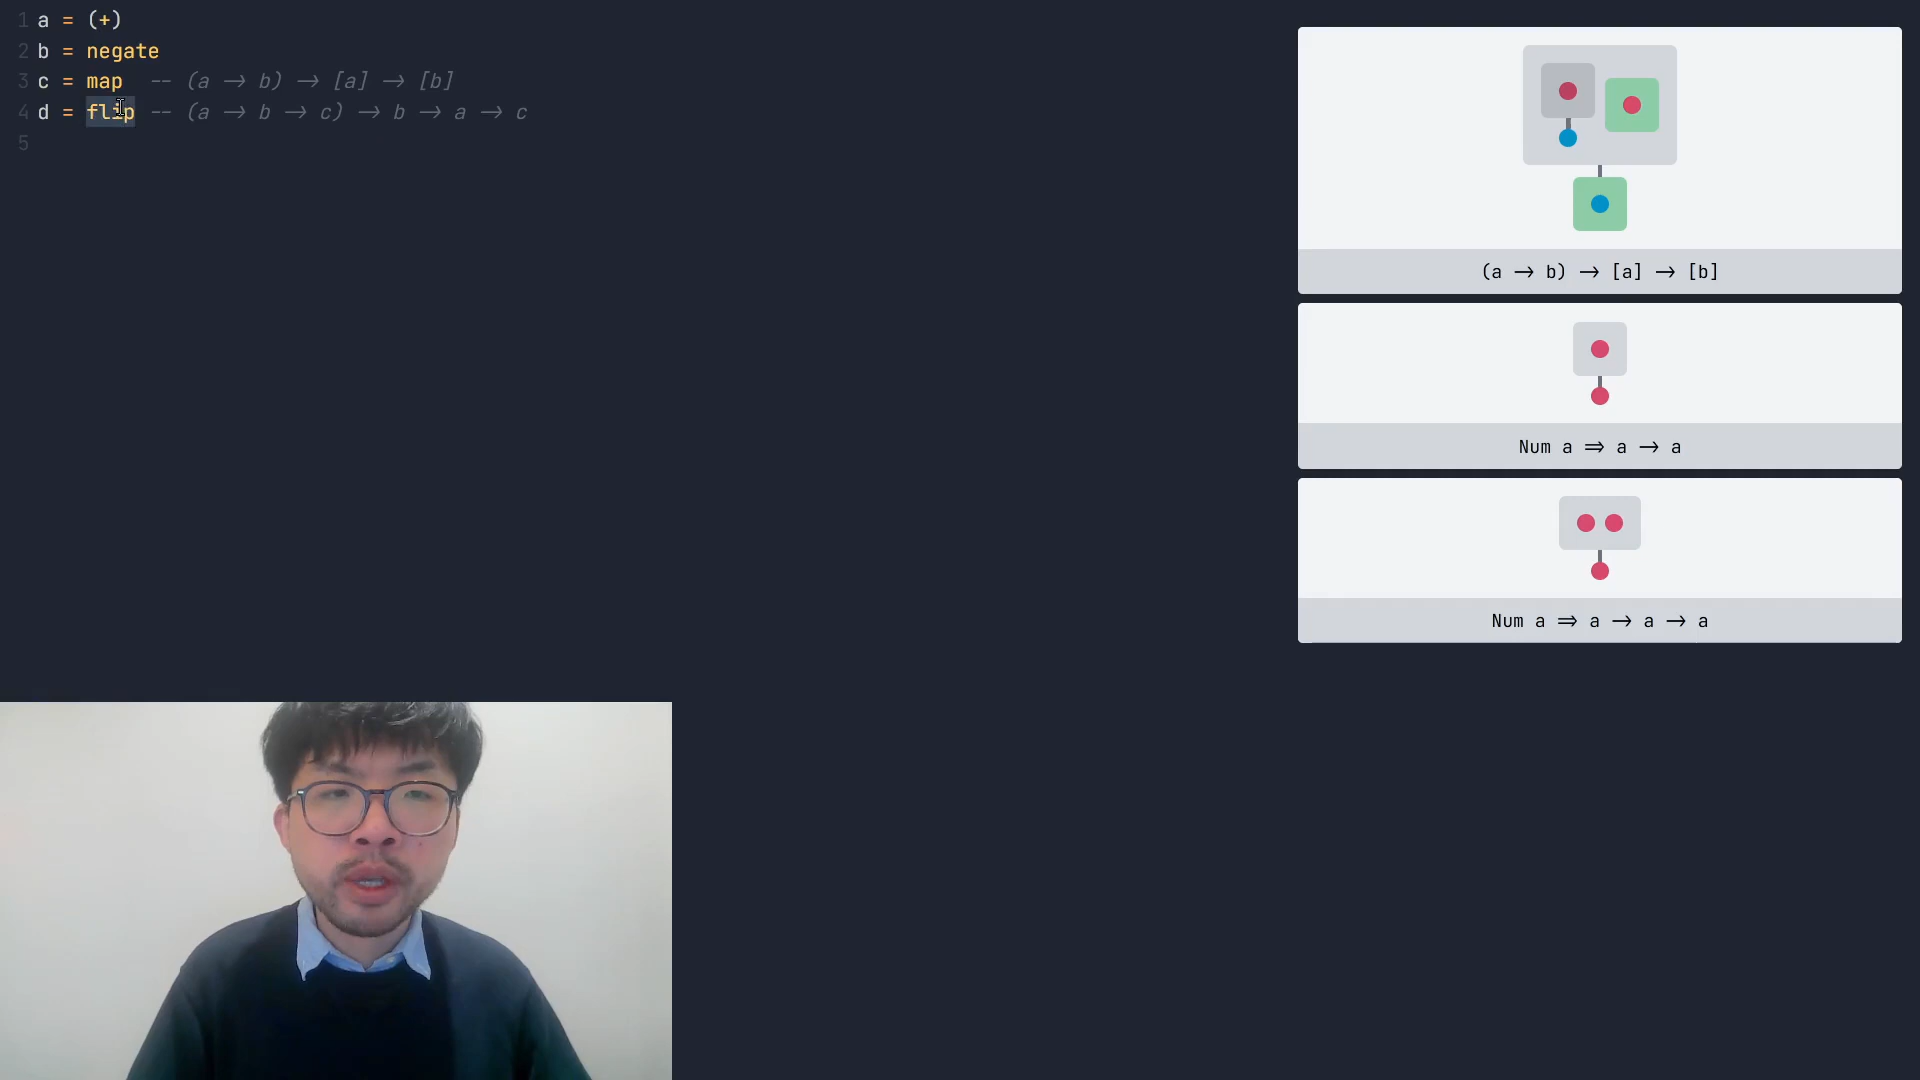 1 a = (+)
2 b = negate
3 c = map -- (a → b) → [a] → [b]
4 d = flip -- (a → b → c) → b → a → c
5
(a → b) → [a] → [b]
Num a ⇒ a → a
Num a ⇒ a → a → a